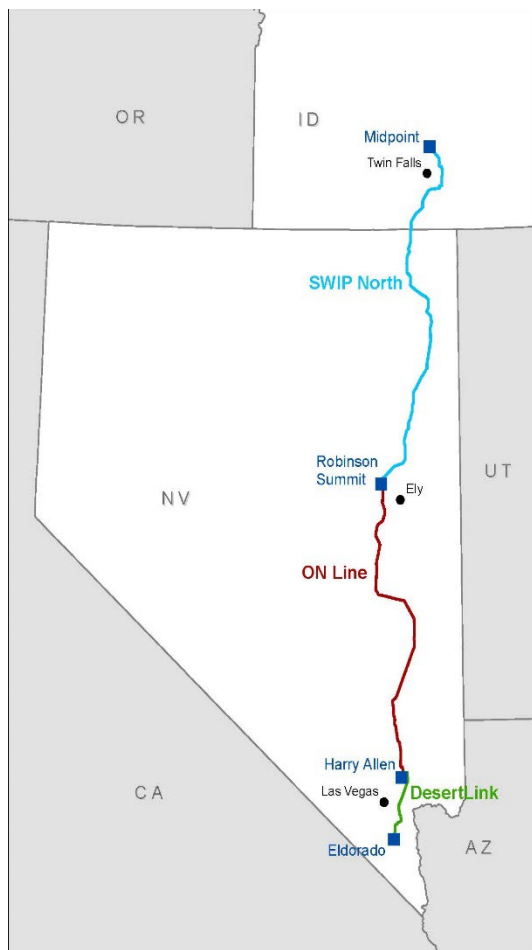 OR
ID
Midpoint
Twin Falls
SWIP North
Robinson
Summit
Ely
UT
NV
ON Line
Harry Allen
Las Vegas
DesertLink
CA
Eldorado
AZ